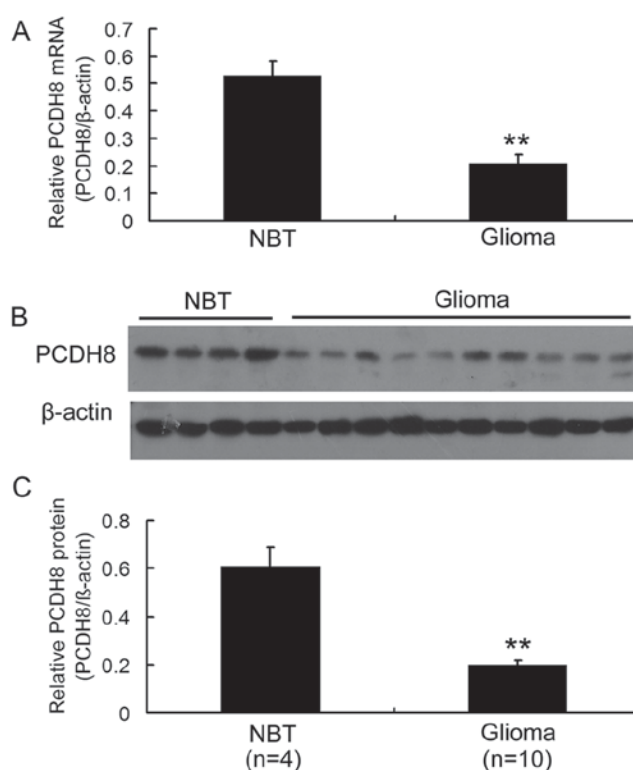 A
Relative PCDH8 mRNA
(PCDH8/β-actin)
0.7
0.6
0.5
0.4
0.3
0.2
0.1
0
**
NBT
Glioma
B
NBT
Glioma
PCDH8
β-actin
C
Relative PCDH8 protein
(PCDH8/ß-actin)
0.8
0.6
0.4
0.2
0
**
NBT
(n=4)
Glioma
(n=10)